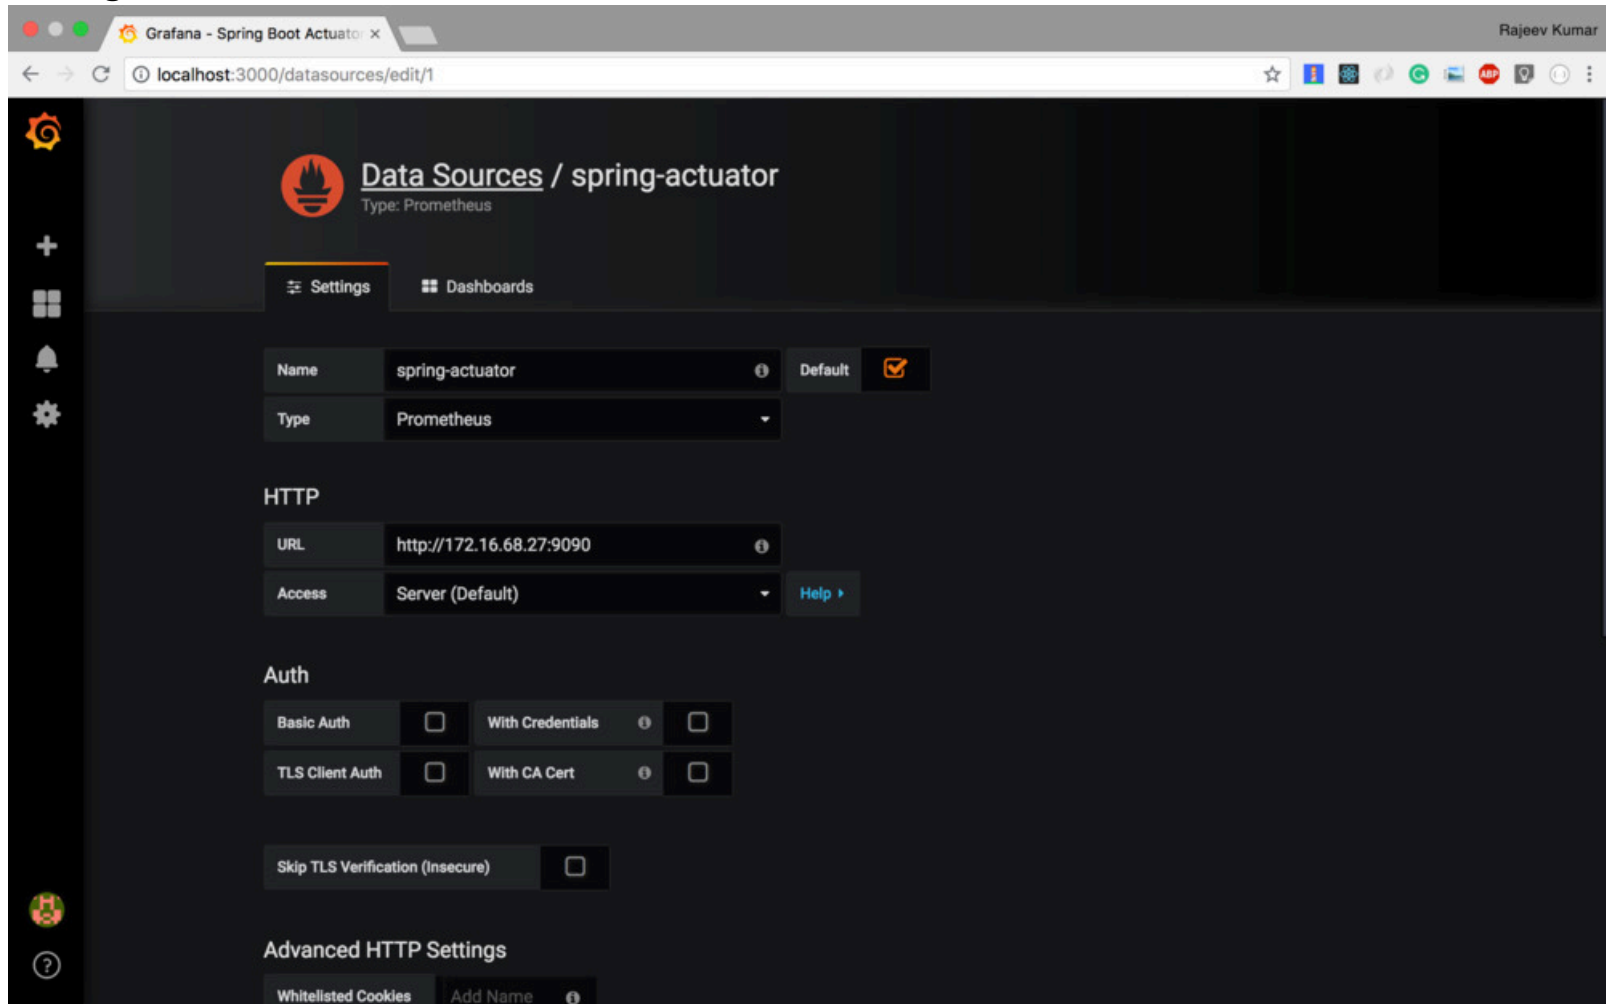 Grafana - Spring Boot Actuato
Rajeev Kumar
localhost:3000/datasources/edit/1
ABP
Data Sources / spring-actuator
Type: Prometheus
Settings
Dashboards
Name
spring-actuator
Default
Type
Prometheus
HTTP
URL
http://172.16.68.27:9090
Access
Server (Default)
Help
Auth
Basic Auth
With Credentials
TLS Client Auth
With CA Cert
Skip TLS Verification (Insecure)
Advanced HTTP Settings
Whitelisted Cookies
Add Name